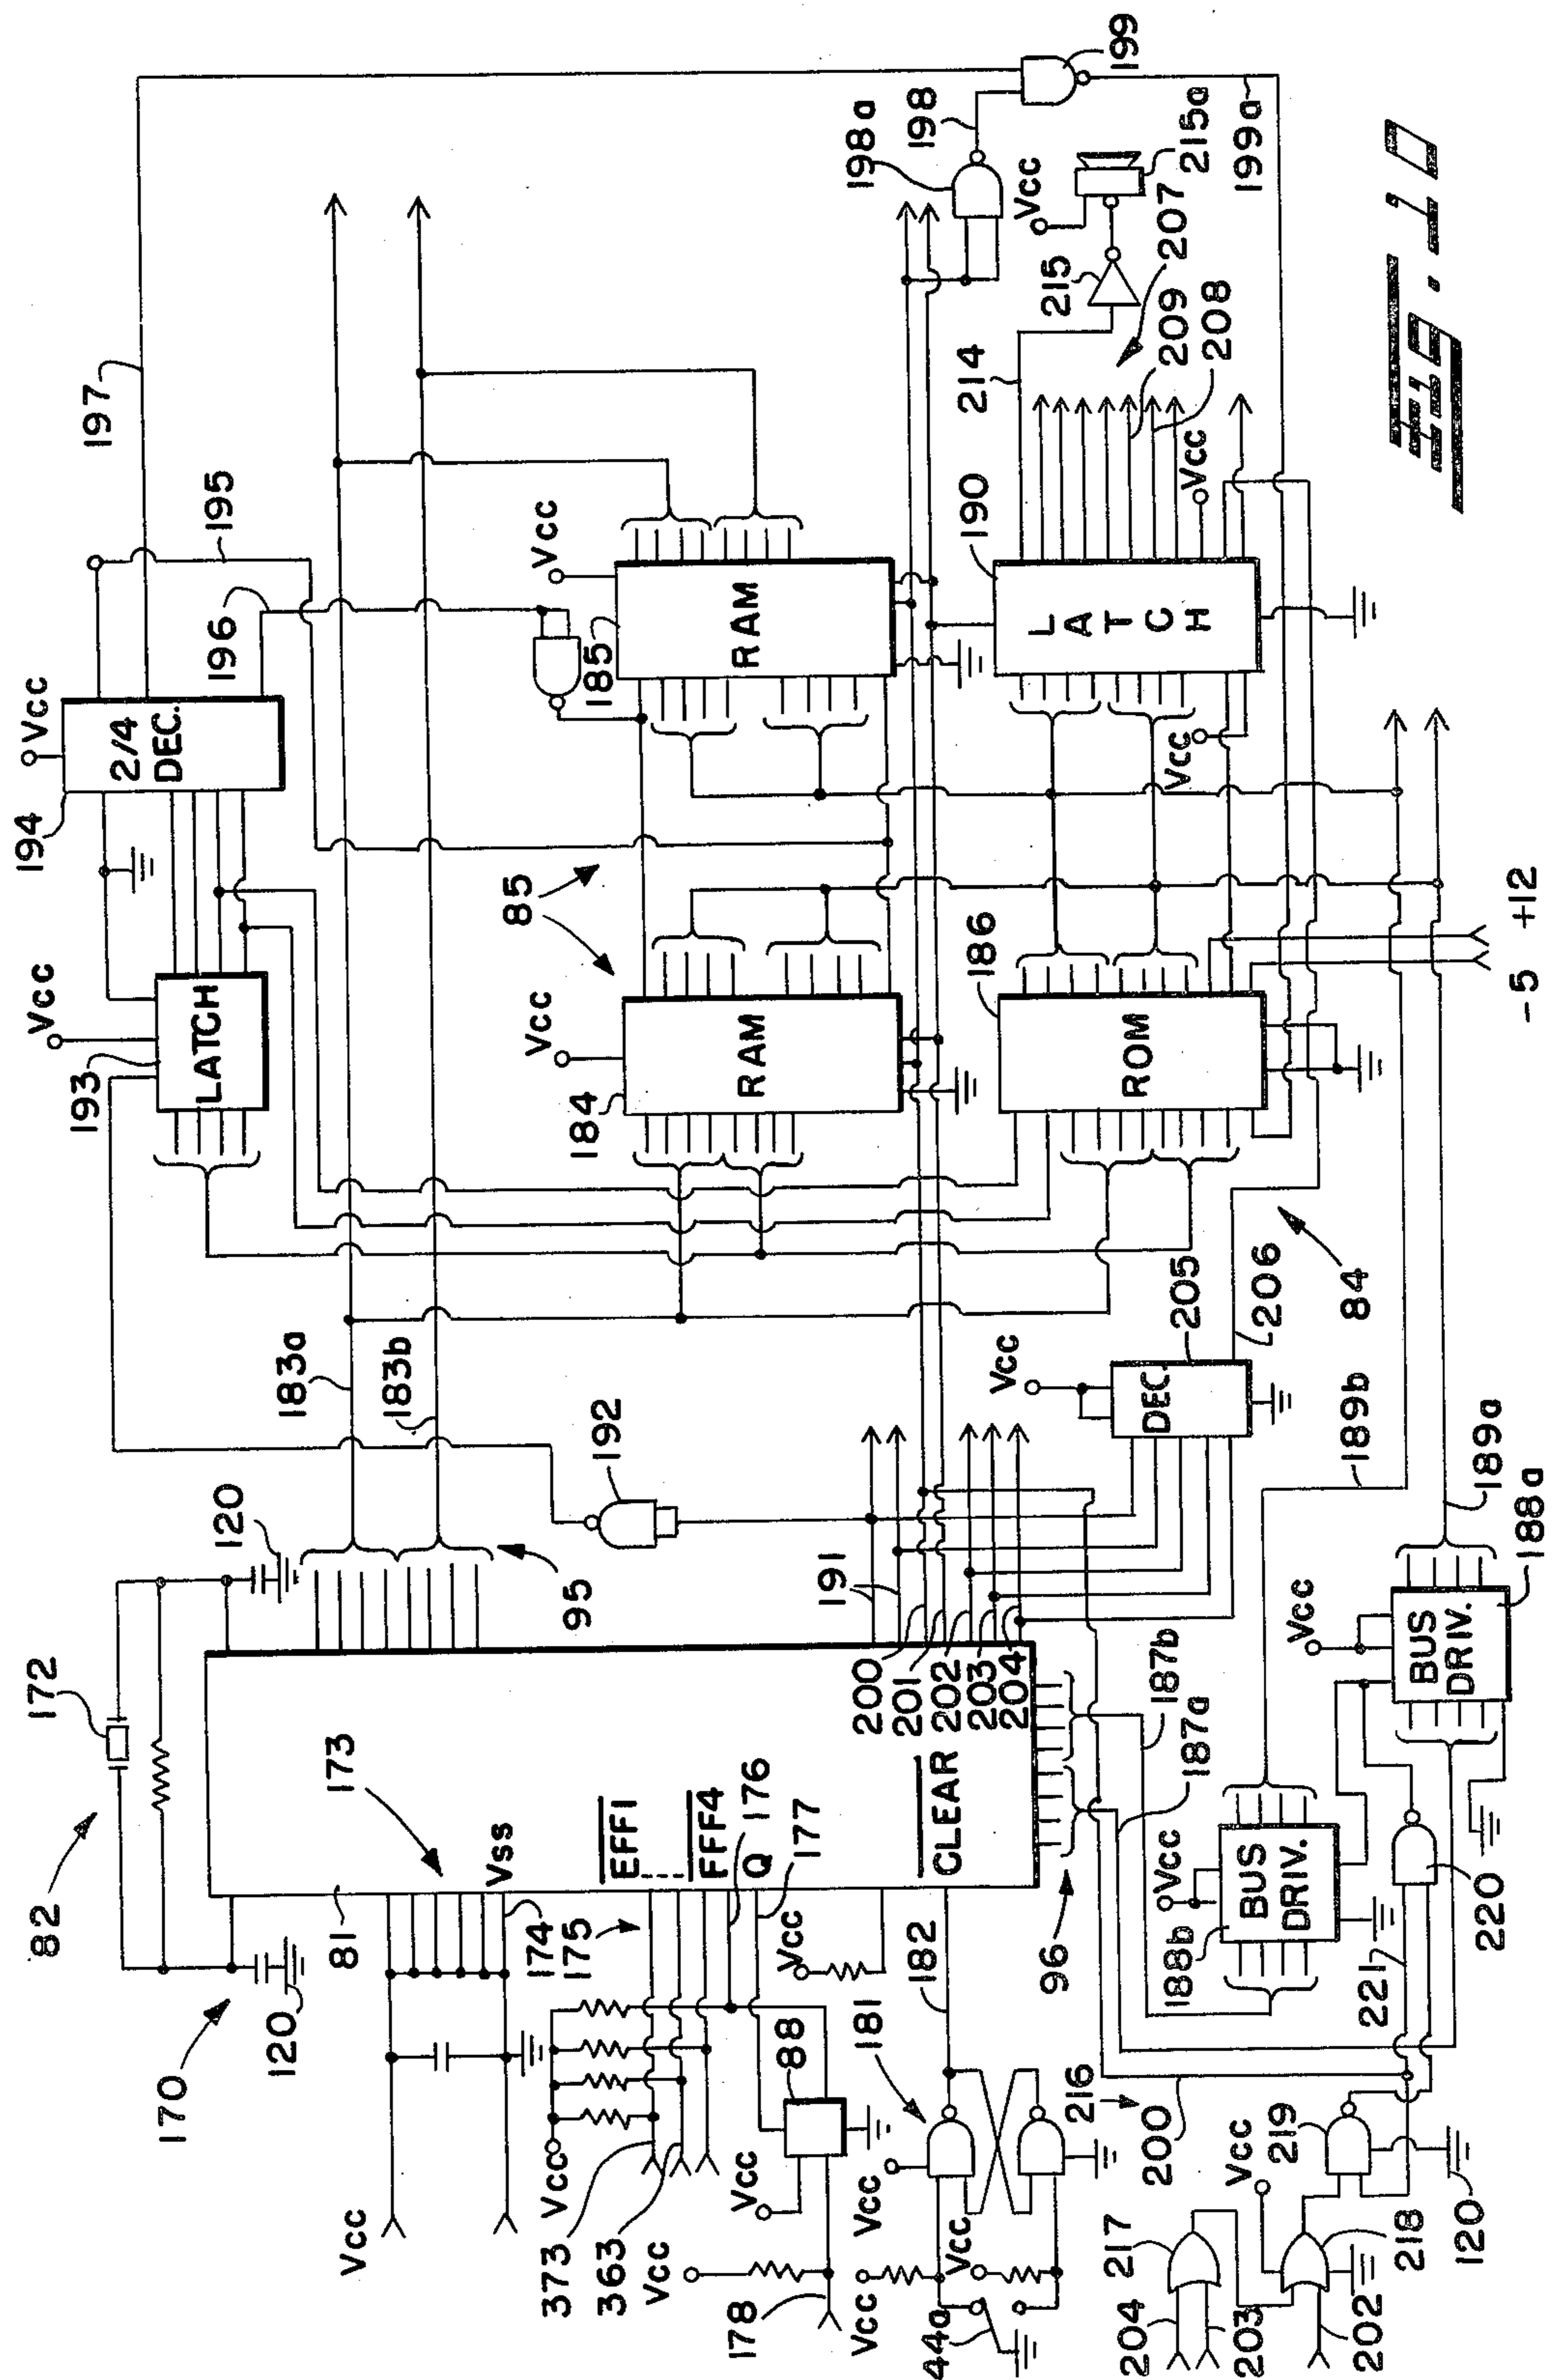 82
172
170
120
120
81
173
Vcc
Vss
174
175
EFF1
FFF4
Q
176
177
Vcc
373
363
Vcc
88
Vcc
178
Vcc
CLEAR
182
181
Vcc
Vcc
Vcc
44a
216
200
96
95
183a
183b
192
191
200
201
202
203
204
187b
187a
188b
BUS
DRIV.
Vcc
221
220
219
Vcc
217
218
204
203
202
120
Vcc
BUS
DRIV.
188a
189a
189b
Vcc
DEC.
205
206
84
193
LATCH
Vcc
194
2/4
DEC.
Vcc
197
195
196
85
184
RAM
Vcc
185
RAM
Vcc
186
ROM
-5
+12
190
LATCH
Vcc
Vcc
214
209
208
207
215
215a
Vcc
198a
198
199
199a
Fig. 10